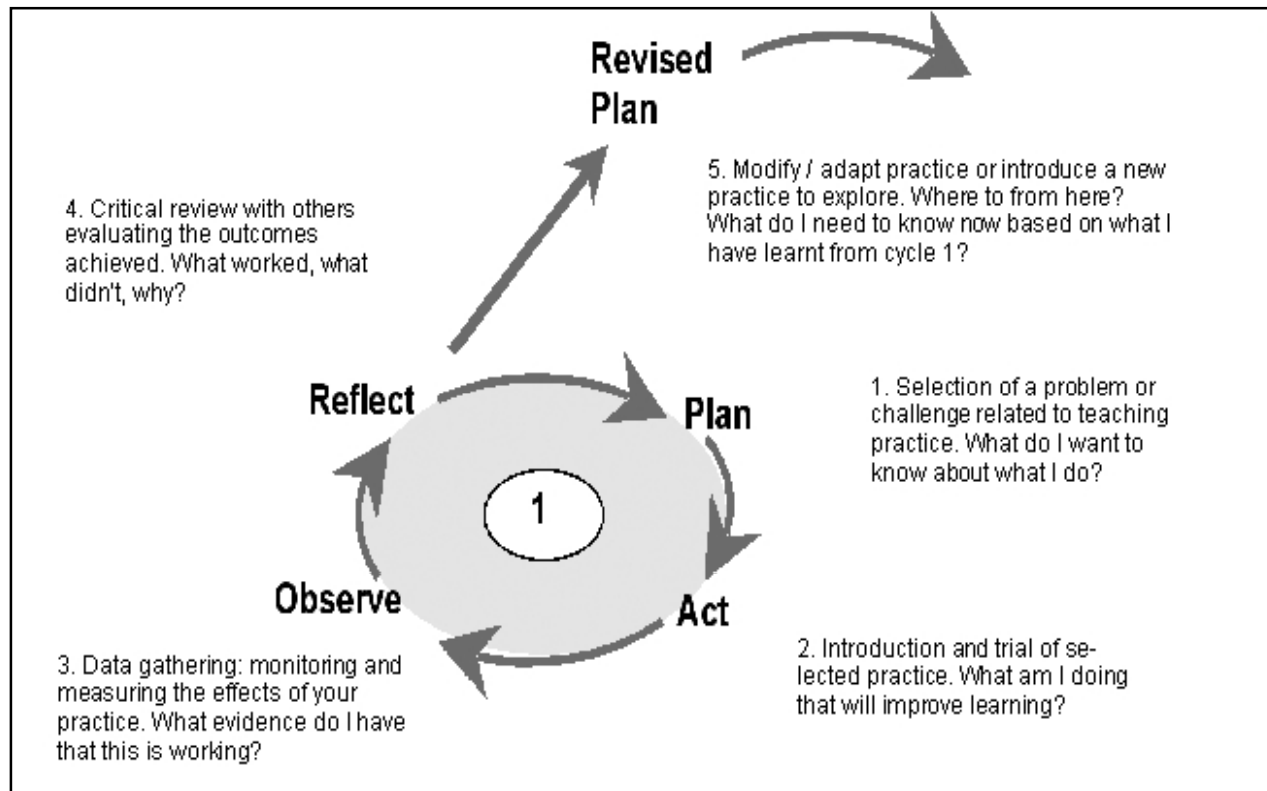 Revised
Plan
5. Modify / adapt practice or introduce a new
practice to explore. Where to from here?
What do I need to know now based on what I
have learnt from cycle 1?
4. Critical review with others
evaluating the outcomes
achieved. What worked, what
didn't, why?
Reflect
Plan
1. Selection of a problem or
challenge related to teaching
practice. What do I want to
know about what I do?
1
Observe
Act
3. Data gathering: monitoring and
measuring the effects of your
practice. What evidence do I have
that this is working?
2. Introduction and trial of se-
lected practice. What am I doing
that will improve learning?